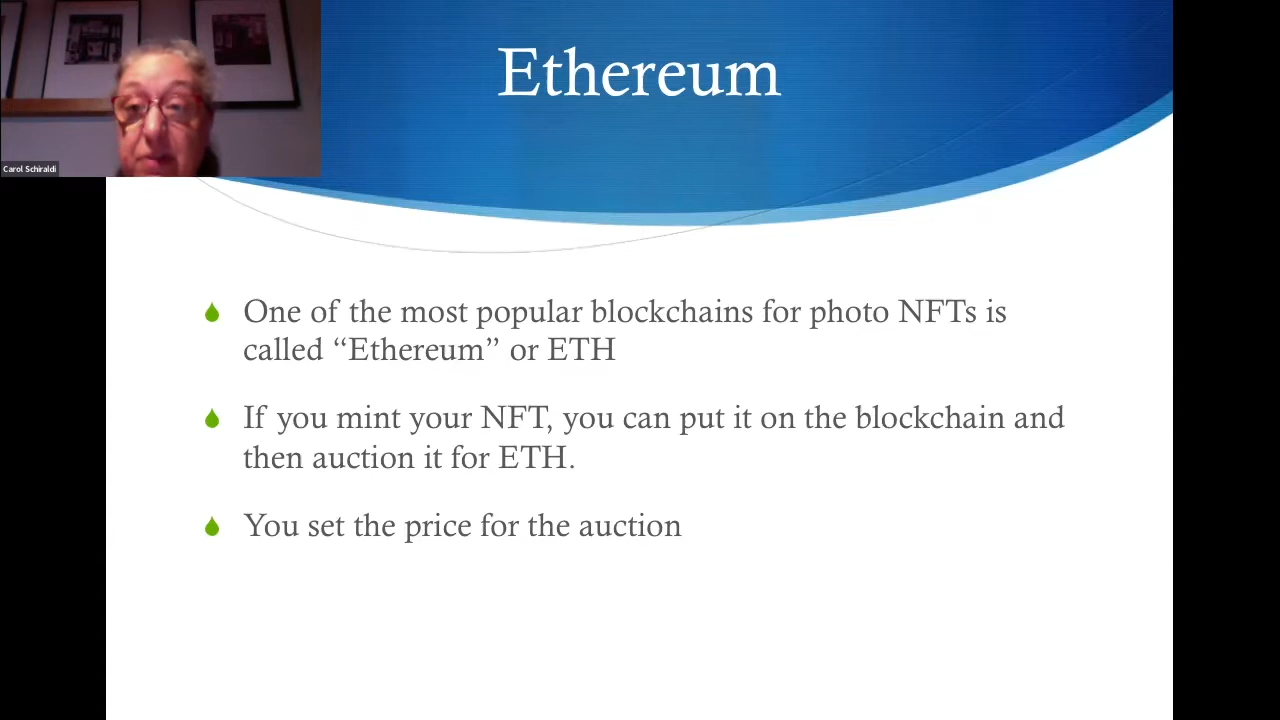 Ethereum
Carol Schiraldi
One of the most popular blockchains for photo NFTs is
called “Ethereum” or ETH
If you mint your NFT, you can put it on the blockchain and
then auction it for ETH.
You set the price for the auction